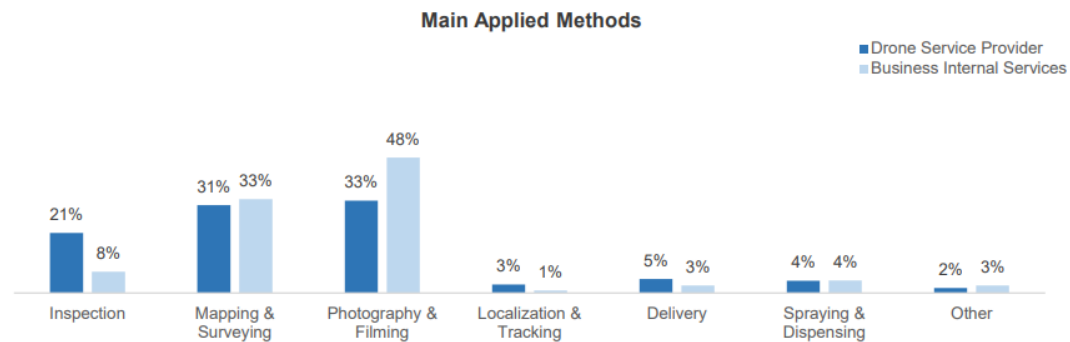 Main Applied Methods
Drone Service Provider
Business Internal Services
21%
8%
31%
33%
33%
48%
3%
1%
5%
3%
4%
4%
2%
3%
Inspection
Mapping &
Surveying
Photography &
Filming
Localization &
Tracking
Delivery
Spraying &
Dispensing
Other